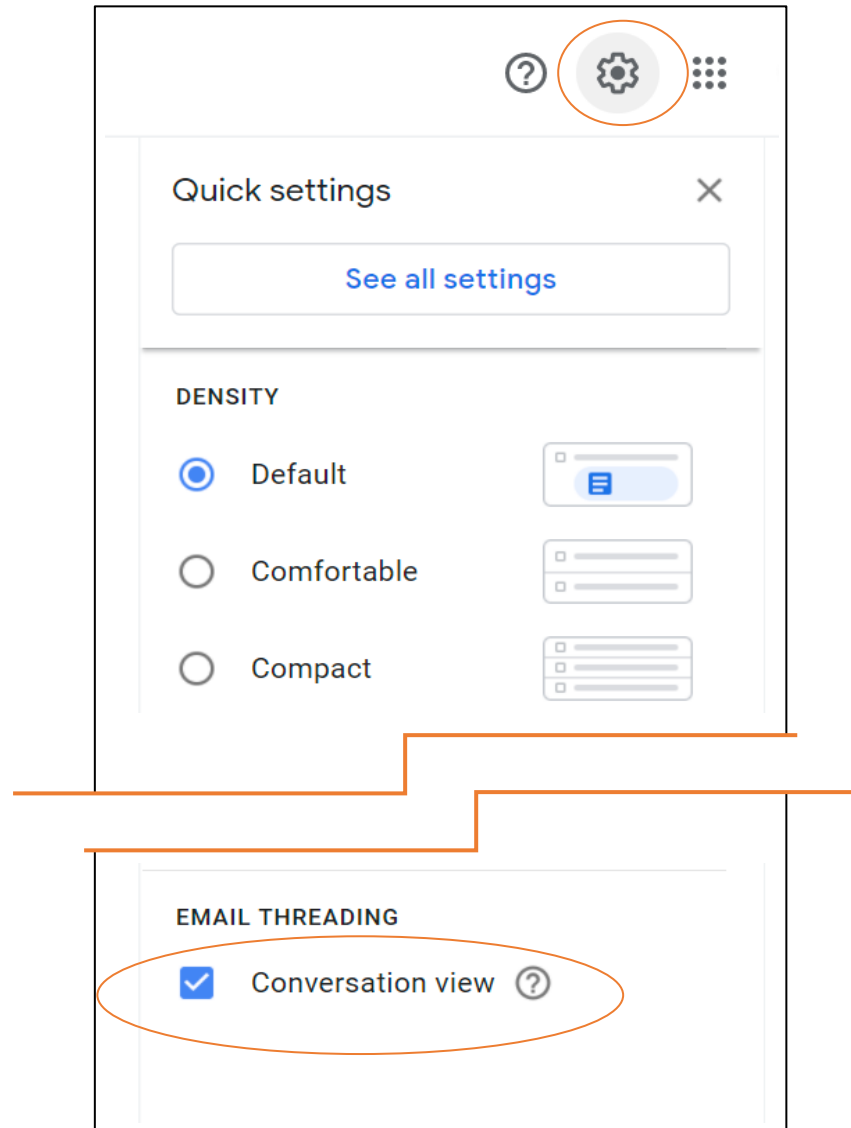 Quick settings
See all settings
DENSITY
Default
Comfortable
Compact
EMAIL THREADING
Conversation view